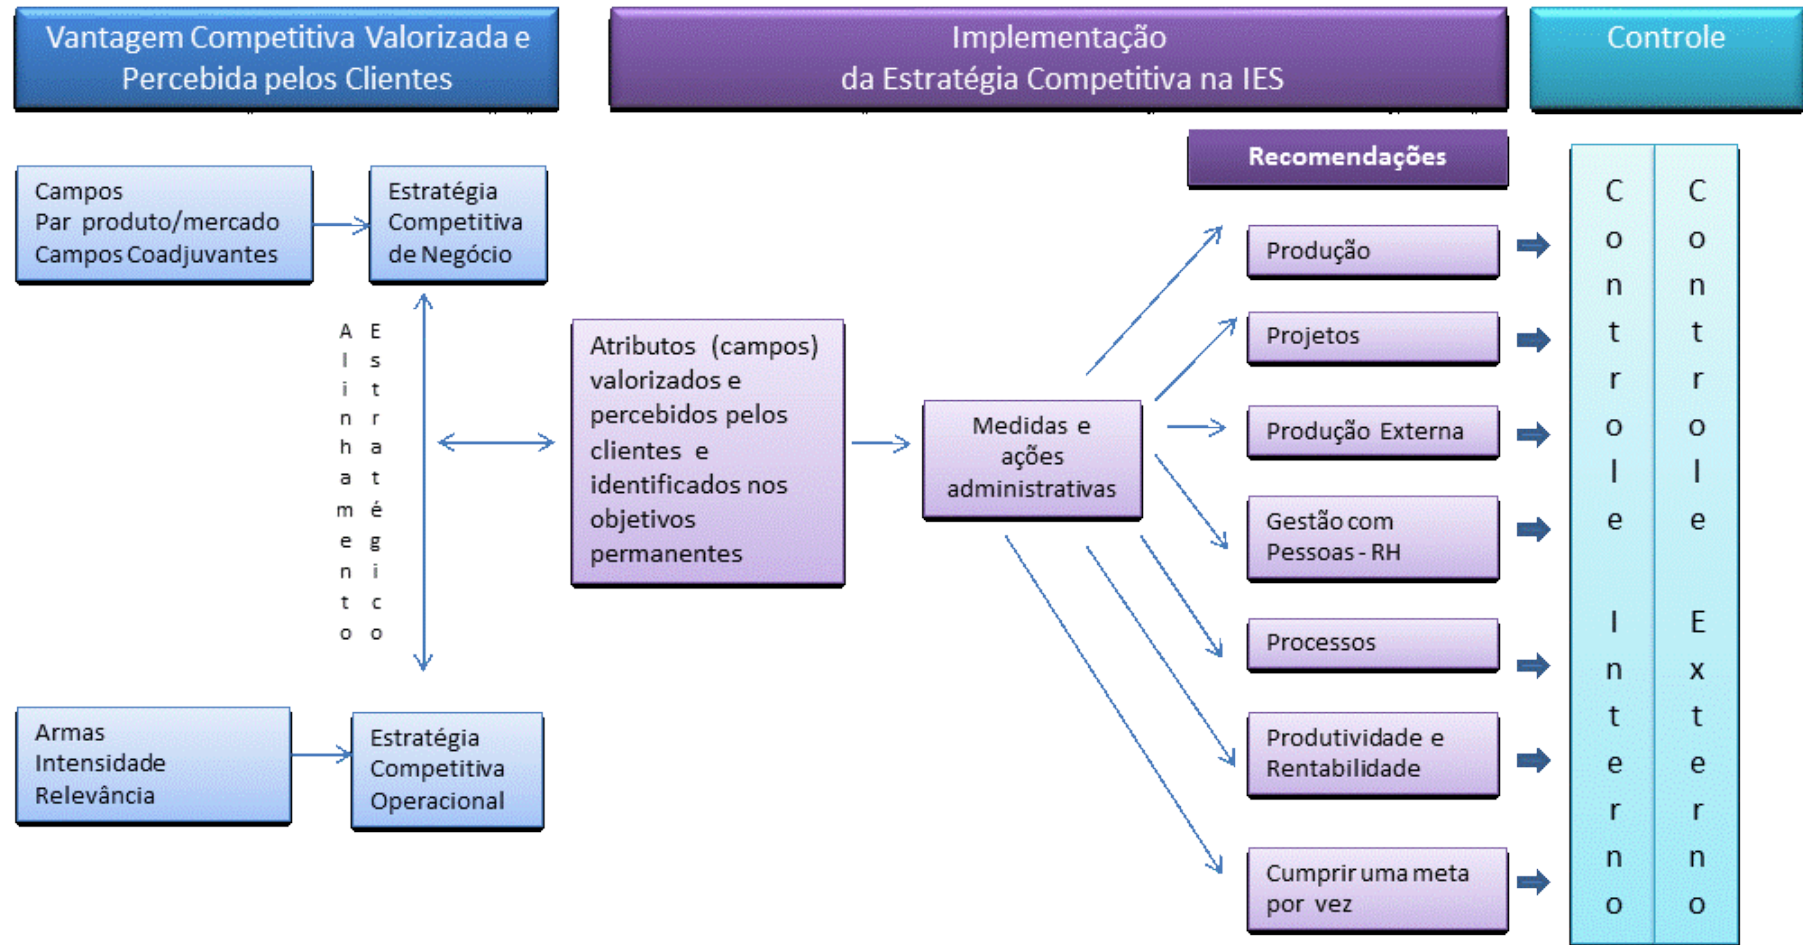 Vantagem Competitiva Valorizada e
Percebida pelos Clientes
Implementação
da Estratégia Competitiva na IES
Controle
Recomendações
Campos
Par produto/mercado
Campos Coadjuvantes
Estratégia
Competitiva
de Negócio
Alinhamento
Estratégico
Armas
Intensidade
Relevância
Estratégia
Competitiva
Operacional
Atributos (campos)
valorizados e
percebidos pelos
clientes e
identificados nos
objetivos
permanentes
Medidas e
ações
administrativas
Produção
Projetos
Produção Externa
Gestão com
Pessoas - RH
Processos
Produtividade e
Rentabilidade
Cumprir uma meta
por vez
Controle Interno
Controle Externo